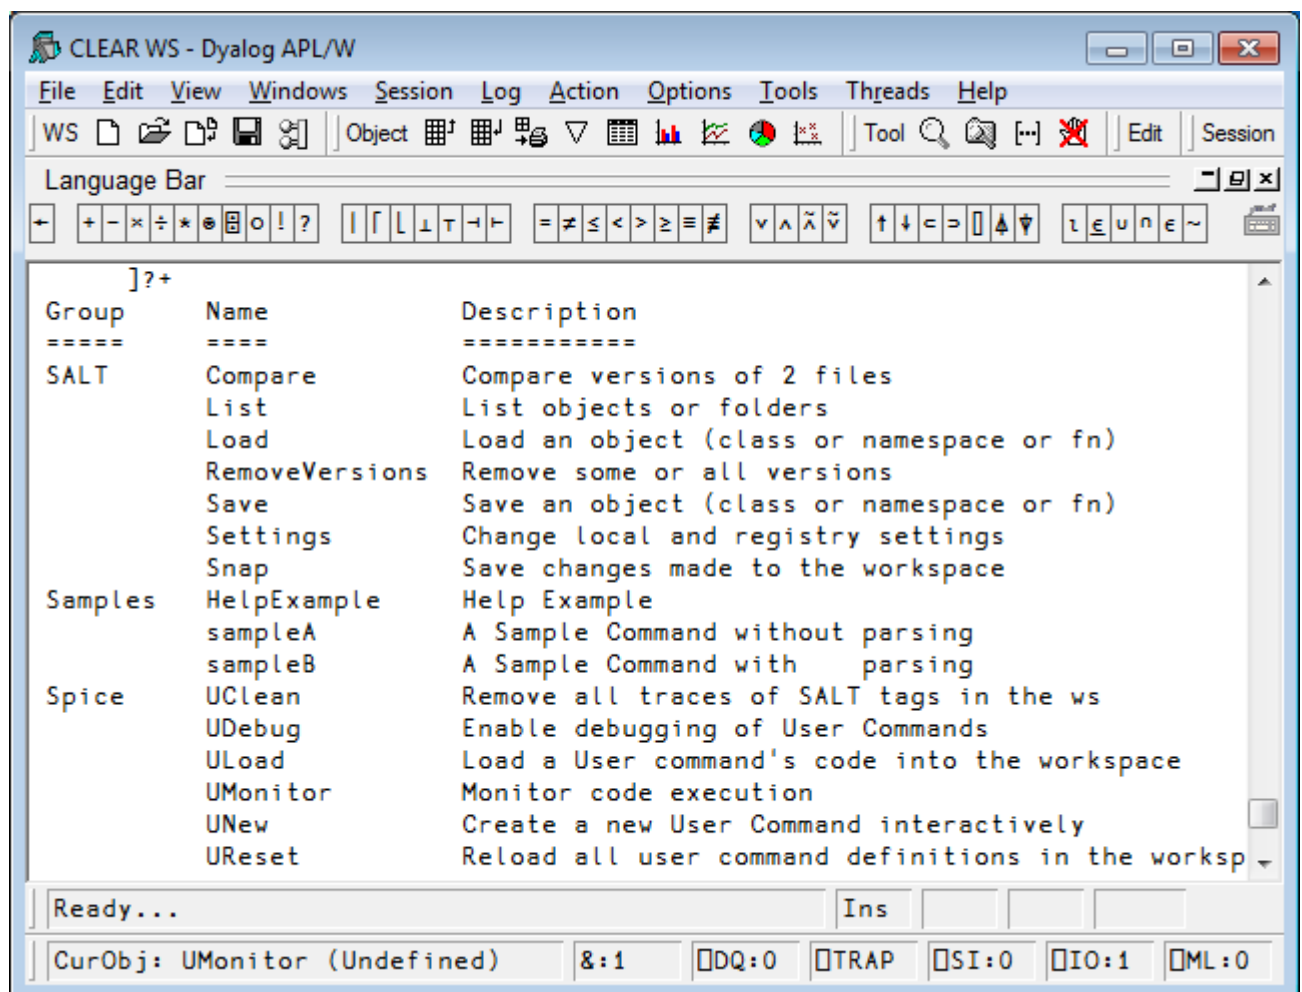 CLEAR WS - Dyalog APL/W
File Edit View Windows Session Log Action Options Tools Threads Help
WS Object Tool Edit Session
Language Bar
← + - × ÷ * ⍟ ⌹ ○ ! ? | ⌈ ⌊ ⊥ ⊤ ⊣ ⊢ = ≠ ≤ < > ≥ ≡ ≢ ∨ ∧ ⍲ ⍱ ↑ ↓ ⊂ ⊃ ⌷ ⍋ ⍒ ⍳ ⍷ ∪ ∩ ∊ ~
]?+
Group Name Description
===== ==== ===========
SALT Compare Compare versions of 2 files
List List objects or folders
Load Load an object (class or namespace or fn)
RemoveVersions Remove some or all versions
Save Save an object (class or namespace or fn)
Settings Change local and registry settings
Snap Save changes made to the workspace
Samples HelpExample Help Example
sampleA A Sample Command without parsing
sampleB A Sample Command with parsing
Spice UClean Remove all traces of SALT tags in the ws
UDebug Enable debugging of User Commands
ULoad Load a User command's code into the workspace
UMonitor Monitor code execution
UNew Create a new User Command interactively
UReset Reload all user command definitions in the worksp
Ready... Ins
CurObj: UMonitor (Undefined) &:1 ⎕DQ:0 ⎕TRAP ⎕SI:0 ⎕IO:1 ⎕ML:0